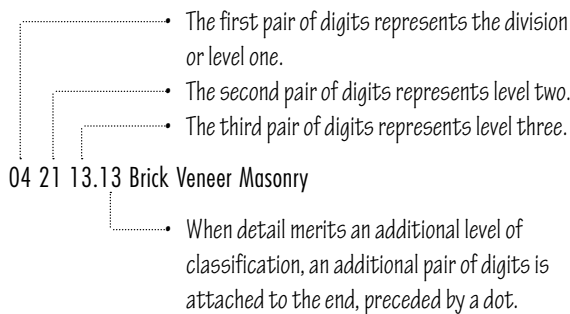 • The first pair of digits represents the division
or level one.
• The second pair of digits represents level two.
• The third pair of digits represents level three.
04 21 13.13 Brick Veneer Masonry
• When detail merits an additional level of
classification, an additional pair of digits is
attached to the end, preceded by a dot.